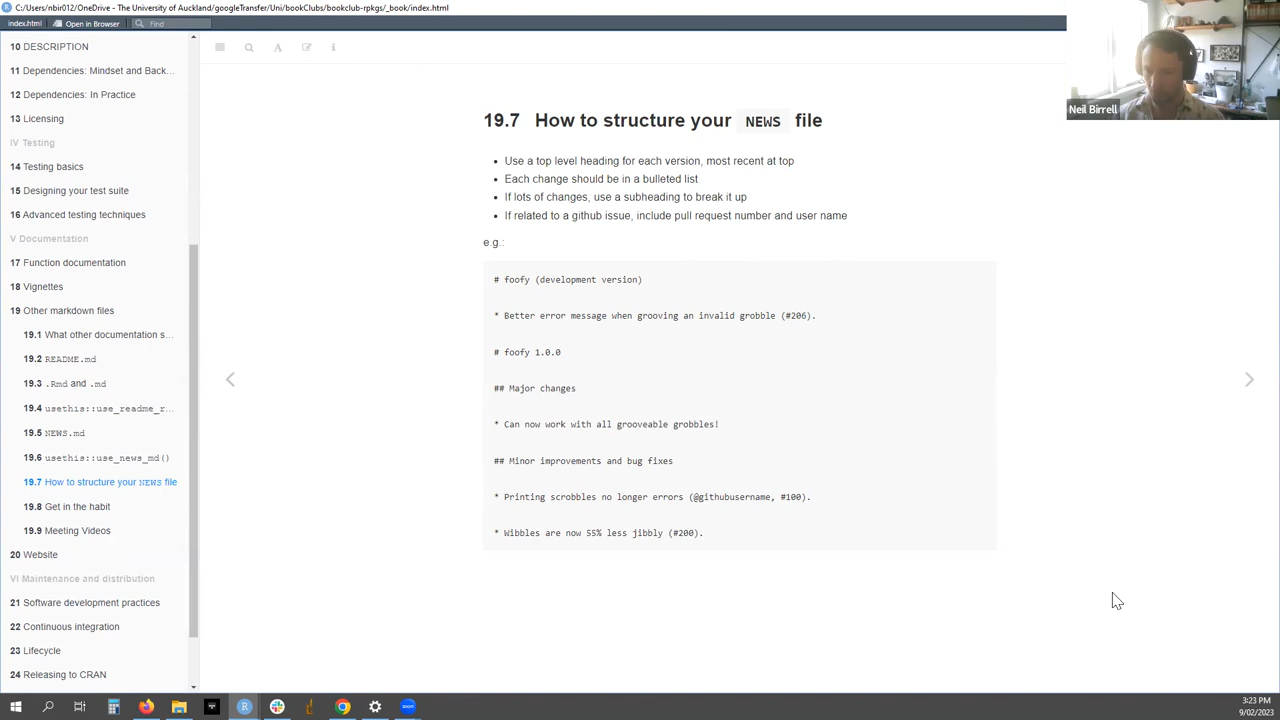 C:/Users/nbir012/OneDrive - The University of Auckland/googleTransfer/Uni/bookClubs/bookclub-rpkgs/_book/index.html
index.html
Open in Browser
Find
10 DESCRIPTION
11 Dependencies: Mindset and Back...
12 Dependencies: In Practice
13 Licensing
IV Testing
14 Testing basics
15 Designing your test suite
16 Advanced testing techniques
V Documentation
17 Function documentation
18 Vignettes
19 Other markdown files
19.1 What other documentation s...
19.2 README.md
19.3 .Rmd and .md
19.4 usethis::use_readme_r...
19.5 NEWS.md
19.6 usethis::use_news_md()
19.7 How to structure your NEWS file
19.8 Get in the habit
19.9 Meeting Videos
20 Website
VI Maintenance and distribution
21 Software development practices
22 Continuous integration
23 Lifecycle
24 Releasing to CRAN
19.7 How to structure your NEWS file
• Use a top level heading for each version, most recent at top
• Each change should be in a bulleted list
• If lots of changes, use a subheading to break it up
• If related to a github issue, include pull request number and user name
e.g.:
# foofy (development version)
* Better error message when grooving an invalid grobble (#206).
# foofy 1.0.0
## Major changes
* Can now work with all grooveable grobbles!
## Minor improvements and bug fixes
* Printing scrobbles no longer errors (@githubusername, #100).
* Wibbles are now 55% less jibbly (#200).
Neil Birrell
3:23 PM
9/02/2023